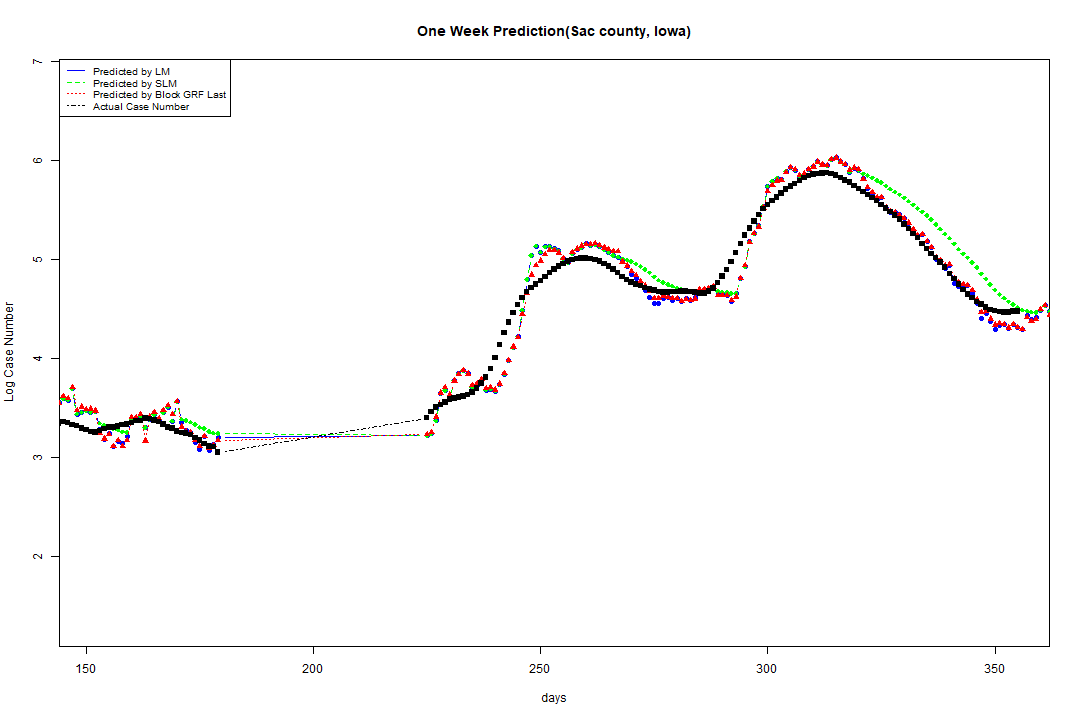 One Week Prediction(Sac county, Iowa)
Predicted by LM
Predicted by SLM
Predicted by Block GRF Last
Actual Case Number
Log Case Number
7
6
5
4
3
2
150 200 250 300 350
days